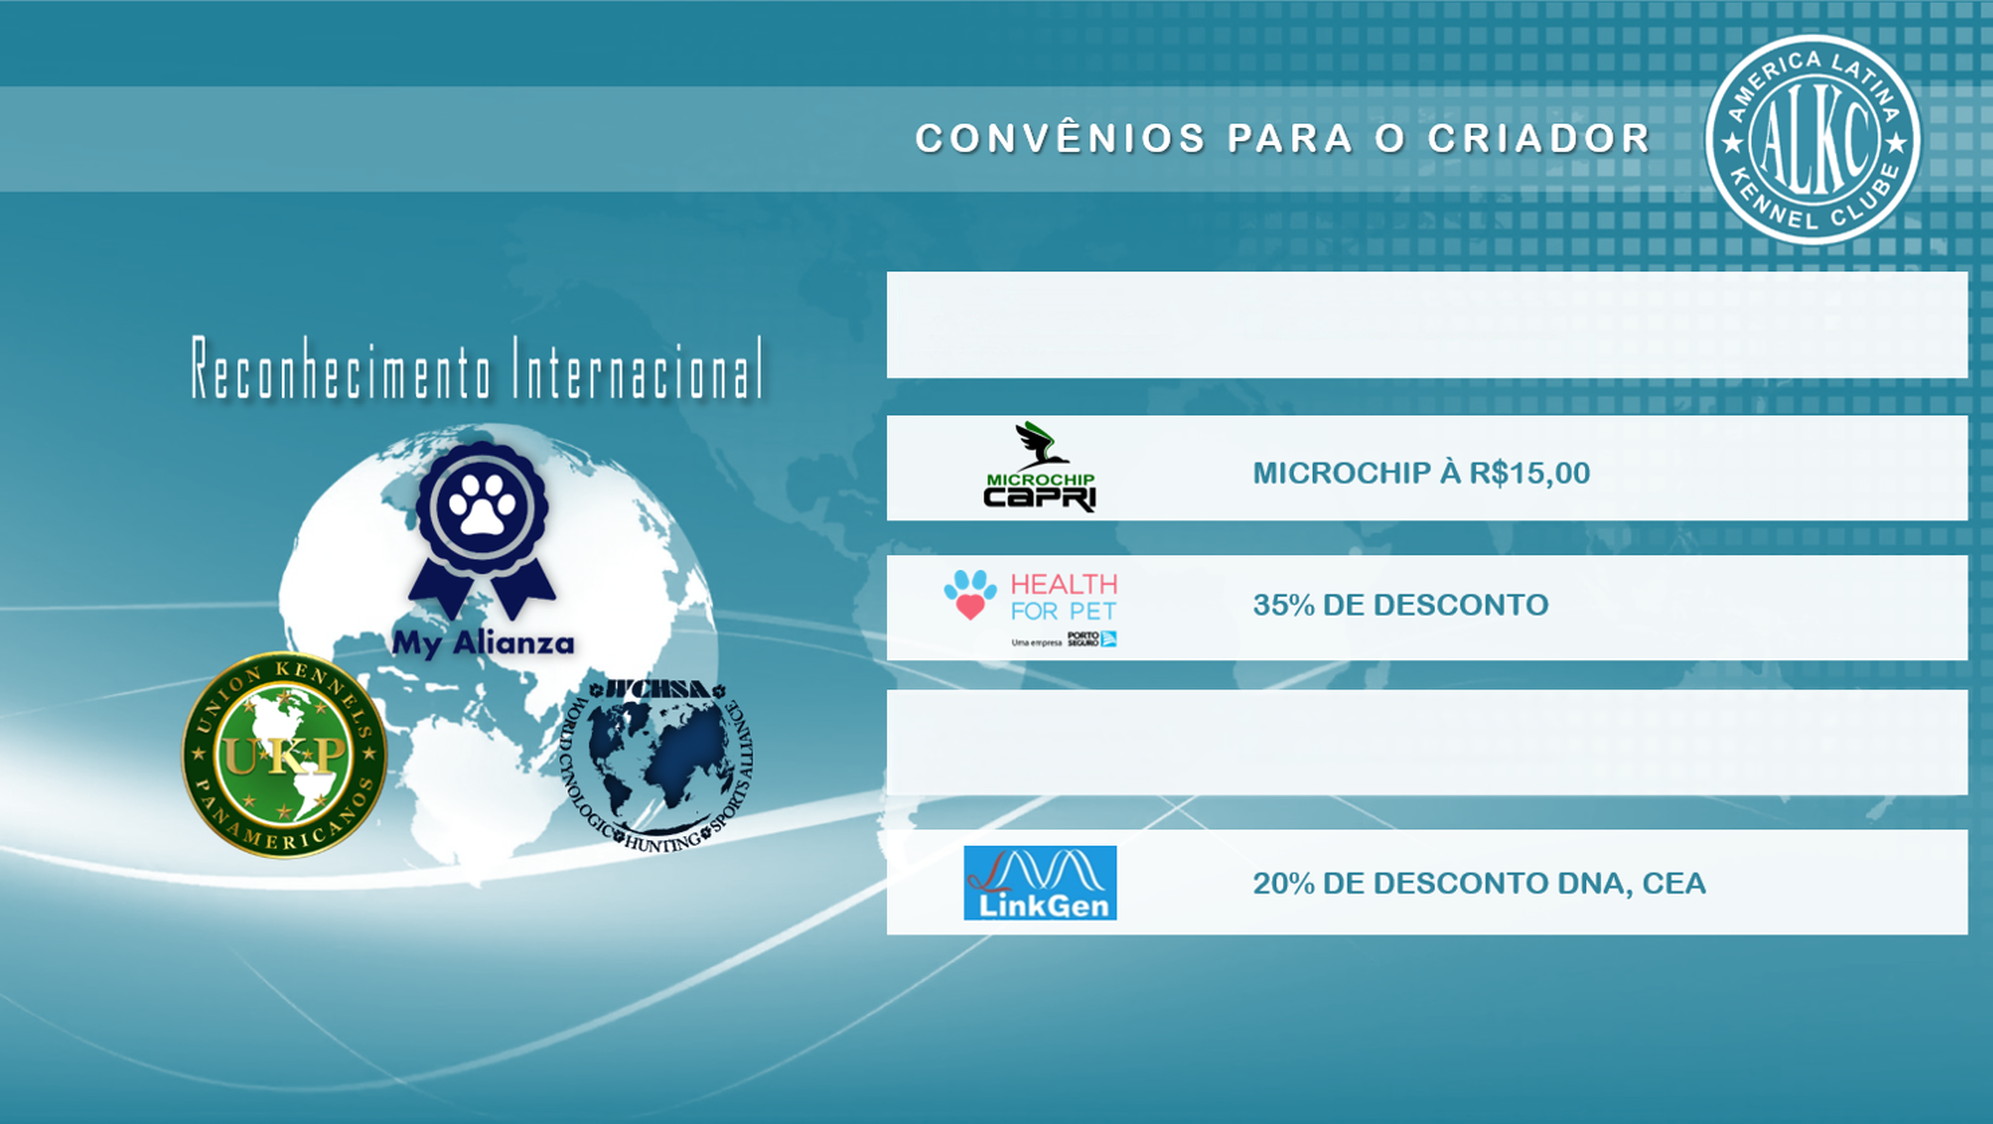 CONVÊNIOS PARA O CRIADOR
AMERICA LATINA
ALKC
KENNEL CLUBE
Reconhecimento Internacional
My Alianza
UNION KENNELS
UKP
PANAMERICANOS
WCHSA
WORLD CYNOLOGIC HUNTING SPORTS ALLIANCE
MICROCHIP
CAPRI
MICROCHIP À R$15,00
HEALTH
FOR PET
Uma empresa PORTO SEGURO
35% DE DESCONTO
LinkGen
20% DE DESCONTO DNA, CEA